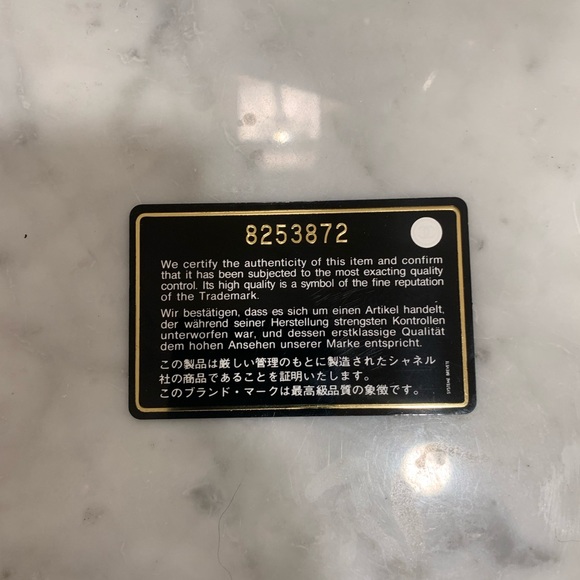 8253872
We certify the authenticity of this item and confirm
that it has been subjected to the most exacting quality
control. Its high quality is a symbol of the fine reputation
of the Trademark.
Wir bestätigen, dass es sich um einen Artikel handelt,
der während seiner Herstellung strengsten Kontrollen
unterworfen war, und dessen erstklassige Qualität
dem hohen Ansehen unserer Marke entspricht.
この製品は厳しい管理のもとに製造されたシャネル
社の商品であることを証明いたします。
このブランド・マークは最高級品質の象徴です。